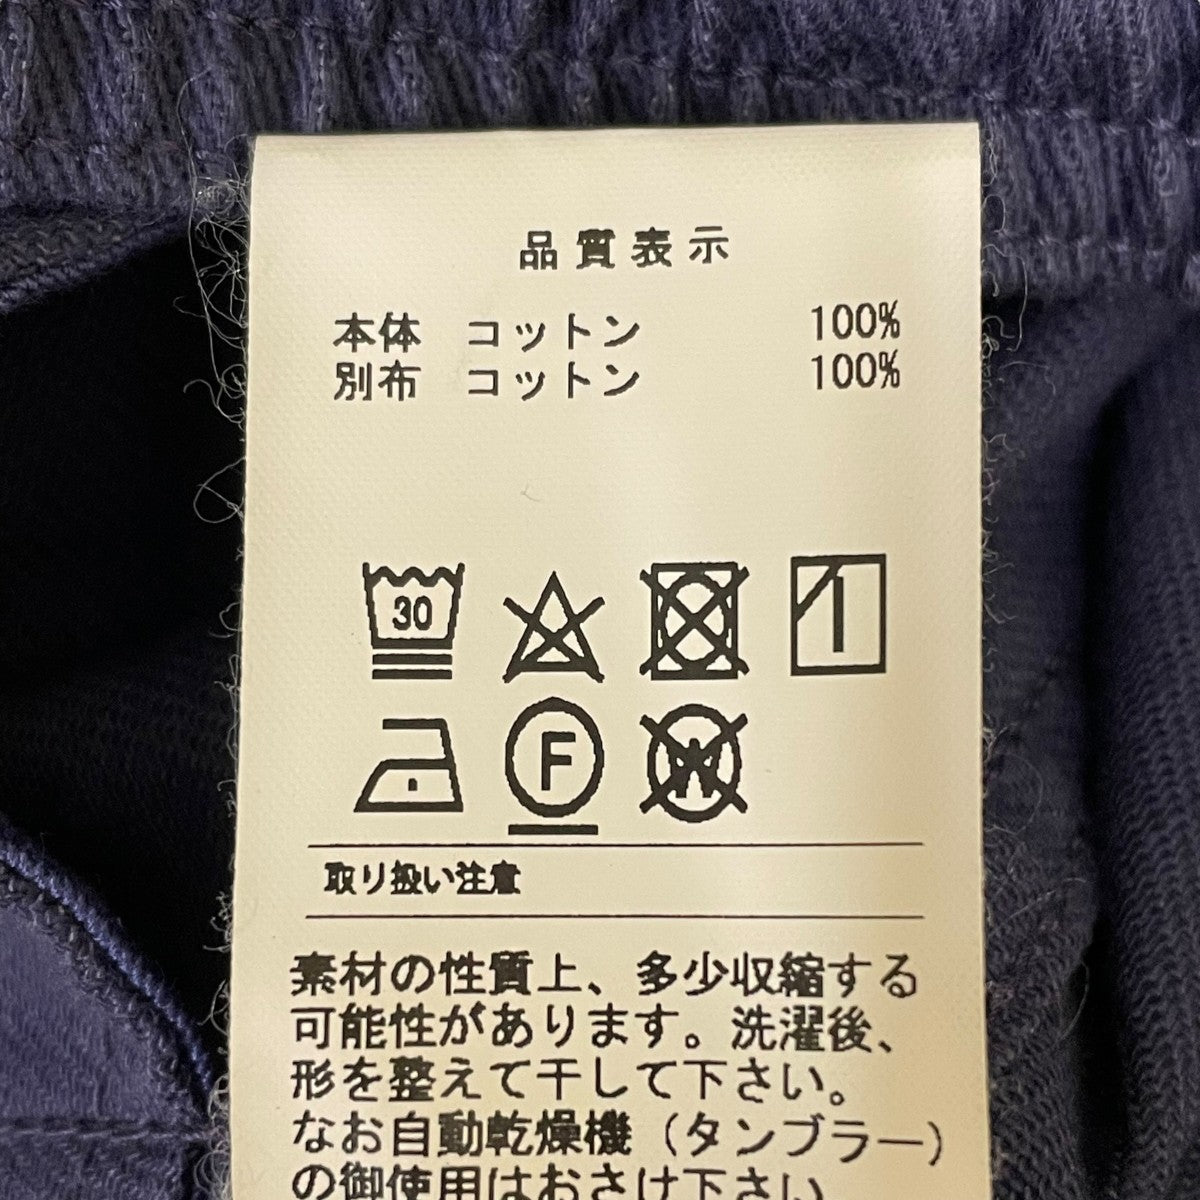 品質表示
本体 コットン 100%
別布 コットン 100%
30
F
W
取り扱い注意
素材の性質上、多少収縮する
可能性があります。洗濯後、
形を整えて干して下さい。
なお自動乾燥機(タンブラー)
の御使用はおさけ下さい